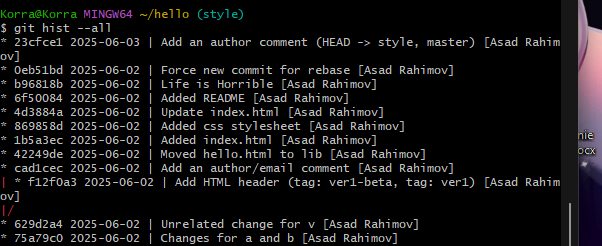 Korra@Korra MINGW64 ~/hello (style)
$ git hist --all
* 23cfce1 2025-06-03 | Add an author comment (HEAD -> style, master) [Asad Rahim
ov]
* 0eb51bd 2025-06-02 | Force new commit for rebase [Asad Rahimov]
* b96818b 2025-06-02 | Life is Horrible [Asad Rahimov]
* 6f50084 2025-06-02 | Added README [Asad Rahimov]
* 4d3884a 2025-06-02 | Update index.html [Asad Rahimov]
* 869858d 2025-06-02 | Added css stylesheet [Asad Rahimov]
* 1b5a3ec 2025-06-02 | Added index.html [Asad Rahimov]
* 42249de 2025-06-02 | Moved hello.html to lib [Asad Rahimov]
* cad1cec 2025-06-02 | Add an author/email comment [Asad Rahimov]
| * f12f0a3 2025-06-02 | Add HTML header (tag: ver1-beta, tag: ver1) [Asad Rahim
ov]
|/
* 629d2a4 2025-06-02 | Unrelated change for v [Asad Rahimov]
* 75a79c0 2025-06-02 | Changes for a and b [Asad Rahimov]
nie
ocx